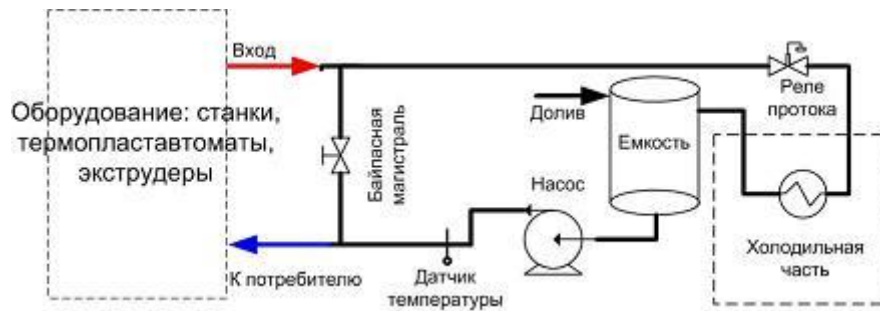 Вход
Оборудование: станки,
термопластавтоматы,
экструдеры
Байпасная
магистраль
Долив
Емкость
Реле
протока
Насос
Холодильная
часть
К потребителю
Датчик
температуры